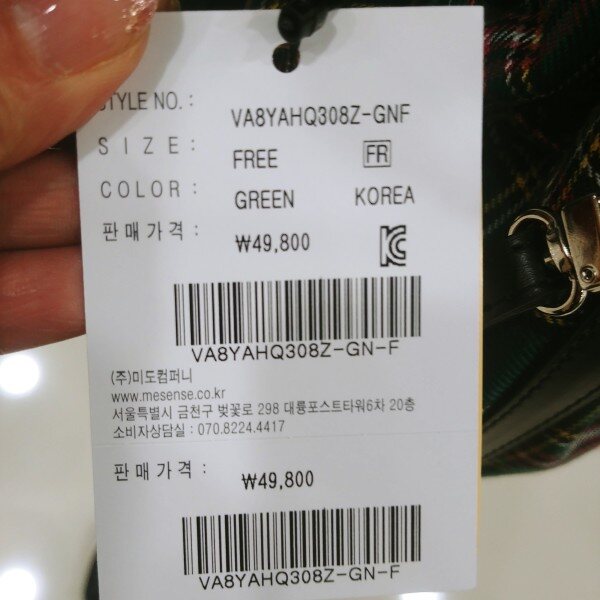 STYLE NO. : VA8YAHQ308Z-GNF
SIZE : FREE FR
COLOR : GREEN KOREA
판매가격 : ₩49,800
VA8YAHQ308Z-GN-F
(주)미도컴퍼니
www.mesense.co.kr
서울특별시 금천구 벚꽃로 298 대륭포스트타워6차 20층
소비자상담실 : 070.8224.4417
판매가격 : ₩49,800
VA8YAHQ308Z-GN-F